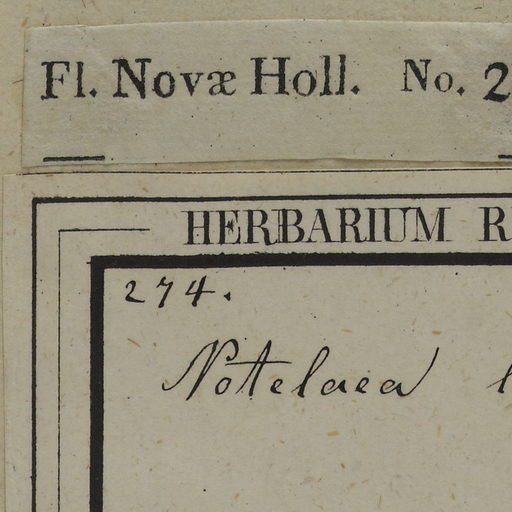 Fl. Novæ Holl. No. 2
HERBARIUM R
274.
Notelaea l